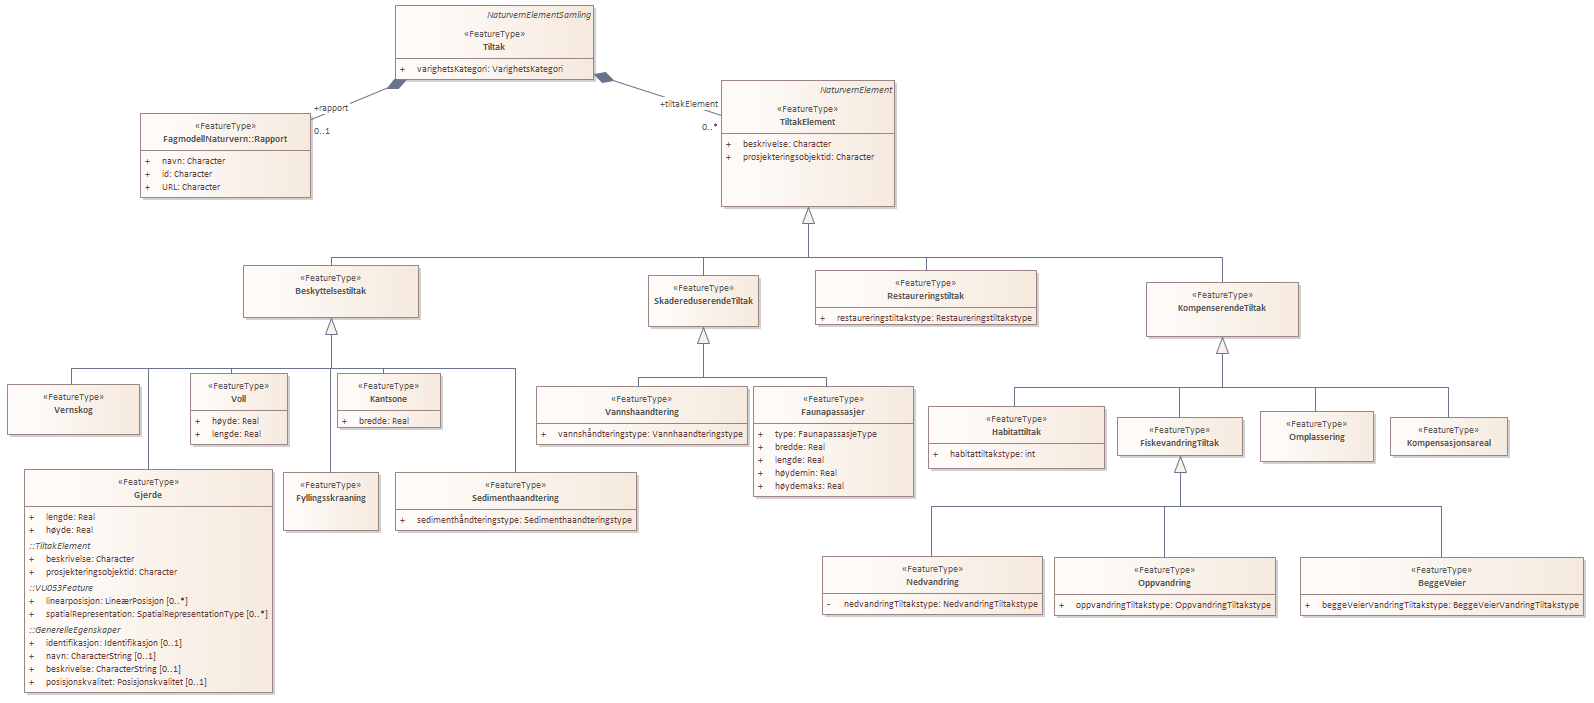 NaturvernElementSamling
«FeatureType»
Tiltak
+ varighetsKategori: VarighetsKategori
+rapport
0..1
+tiltakElement
0..*
«FeatureType»
FagmodellNaturvern::Rapport
+ navn: Character
+ id: Character
+ URL: Character
NaturvernElement
«FeatureType»
TiltakElement
+ beskrivelse: Character
+ prosjekteringsobjektid: Character
«FeatureType»
Beskyttelsestiltak
«FeatureType»
SkadereduserendeTiltak
«FeatureType»
Restaureringstiltak
+ restaureringstiltakstype: Restaureringstiltakstype
«FeatureType»
KompenserendeTiltak
«FeatureType»
Vernskog
«FeatureType»
Voll
+ høyde: Real
+ lengde: Real
«FeatureType»
Kantsone
+ bredde: Real
«FeatureType»
Vannshaandtering
+ vannshåndteringstype: Vannhaandteringstype
«FeatureType»
Faunapassasjer
+ type: FaunapassasjeType
+ bredde: Real
+ lengde: Real
+ høydemin: Real
+ høydemaks: Real
«FeatureType»
Habitattiltak
+ habitattiltakstype: int
«FeatureType»
FiskevandringTiltak
«FeatureType»
Omplassering
«FeatureType»
Kompensasjonsareal
«FeatureType»
Gjerde
+ lengde: Real
+ høyde: Real
::TiltakElement
+ beskrivelse: Character
+ prosjekteringsobjektid: Character
::VU053Feature
+ linearposisjon: LineærPosisjon [0..*]
+ spatialRepresentation: SpatialRepresentationType [0..*]
::GenerelleEgenskaper
+ identifikasjon: Identifikasjon [0..1]
+ navn: CharacterString [0..1]
+ beskrivelse: CharacterString [0..1]
+ posisjonskvalitet: Posisjonskvalitet [0..1]
«FeatureType»
Fyllingsskraaning
«FeatureType»
Sedimenthaandtering
+ sedimenthåndteringstype: Sedimenthaandteringstype
«FeatureType»
Nedvandring
- nedvandringTiltakstype: NedvandringTiltakstype
«FeatureType»
Oppvandring
+ oppvandringTiltakstype: OppvandringTiltakstype
«FeatureType»
BeggeVeier
+ beggeVeierVandringTiltakstype: BeggeVeierVandringTiltakstype